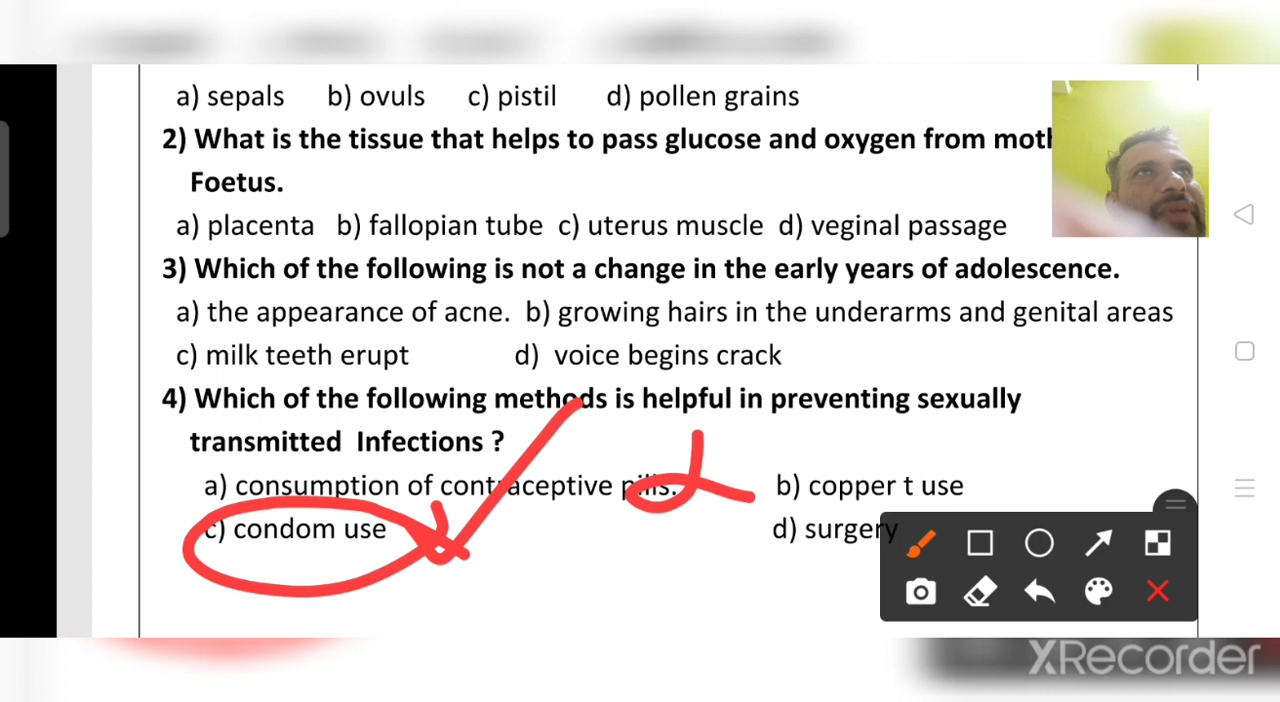 a) sepals b) ovuls c) pistil d) pollen grains
2) What is the tissue that helps to pass glucose and oxygen from
Foetus.
a) placenta b) fallopian tube c) uterus muscle d) veginal passage
3) Which of the following is not a change in the early years of adolescence.
a) the appearance of acne. b) growing hairs in the underarms and genital areas
c) milk teeth erupt d) voice begins crack
4) Which of the following methods is helpful in preventing sexually
transmitted Infections ?
a) consumption of contraceptive pills. b) copper t use
c) condom use d) surgery
XRecorder